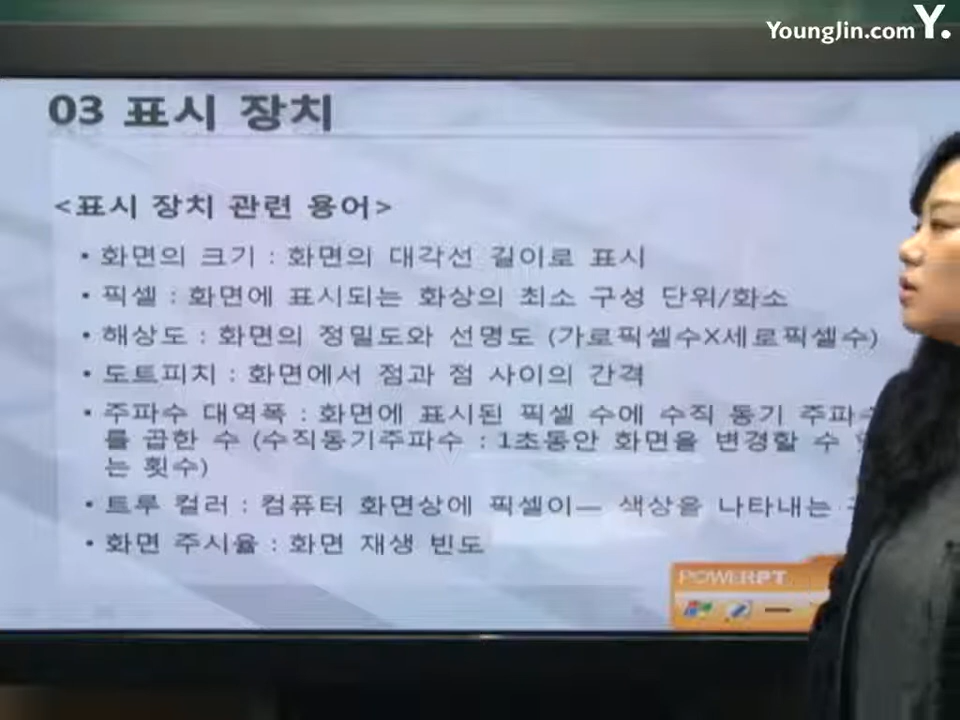 YoungJin.com Y.
03 표시 장치
<표시 장치 관련 용어>
• 화면의 크기 : 화면의 대각선 길이로 표시
• 픽셀 : 화면에 표시되는 화상의 최소 구성 단위/화소
• 해상도 : 화면의 정밀도와 선명도 (가로픽셀수X세로픽셀수)
• 도트피치 : 화면에서 점과 점 사이의 간격
• 주파수 대역폭 : 화면에 표시된 픽셀 수에 수직 동기 주파
를 곱한 수 (수직동기주파수 : 1초동안 화면을 변경할 수
는 횟수)
• 트루 컬러 : 컴퓨터 화면상에 픽셀이 색상을 나타내는
• 화면 주시율 : 화면 재생 빈도
POWERPT